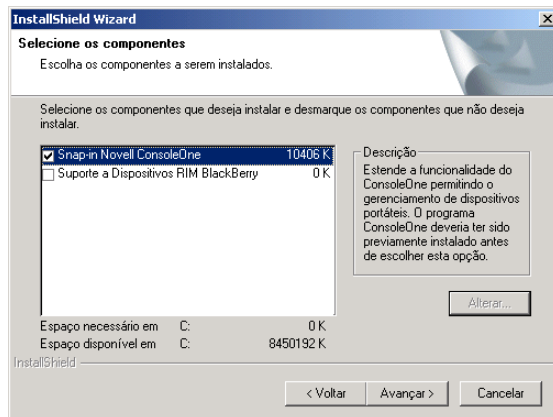 InstallShield Wizard
Selecione os componentes
Escolha os componentes a serem instalados.
Selecione os componentes que deseja instalar e desmarque os componentes que não deseja
instalar.
Snap-in Novell ConsoleOne 10406 K
Suporte a Dispositivos RIM BlackBerry 0 K
Descrição
Estende a funcionalidade do
ConsoleOne permitindo o
gerenciamento de dispositivos
portáteis. O programa
ConsoleOne deveria ter sido
previamente instalado antes
de escolher esta opção.
Alterar...
Espaço necessário em C: 0 K
Espaço disponível em C: 8450192 K
InstallShield
< Voltar Avançar > Cancelar